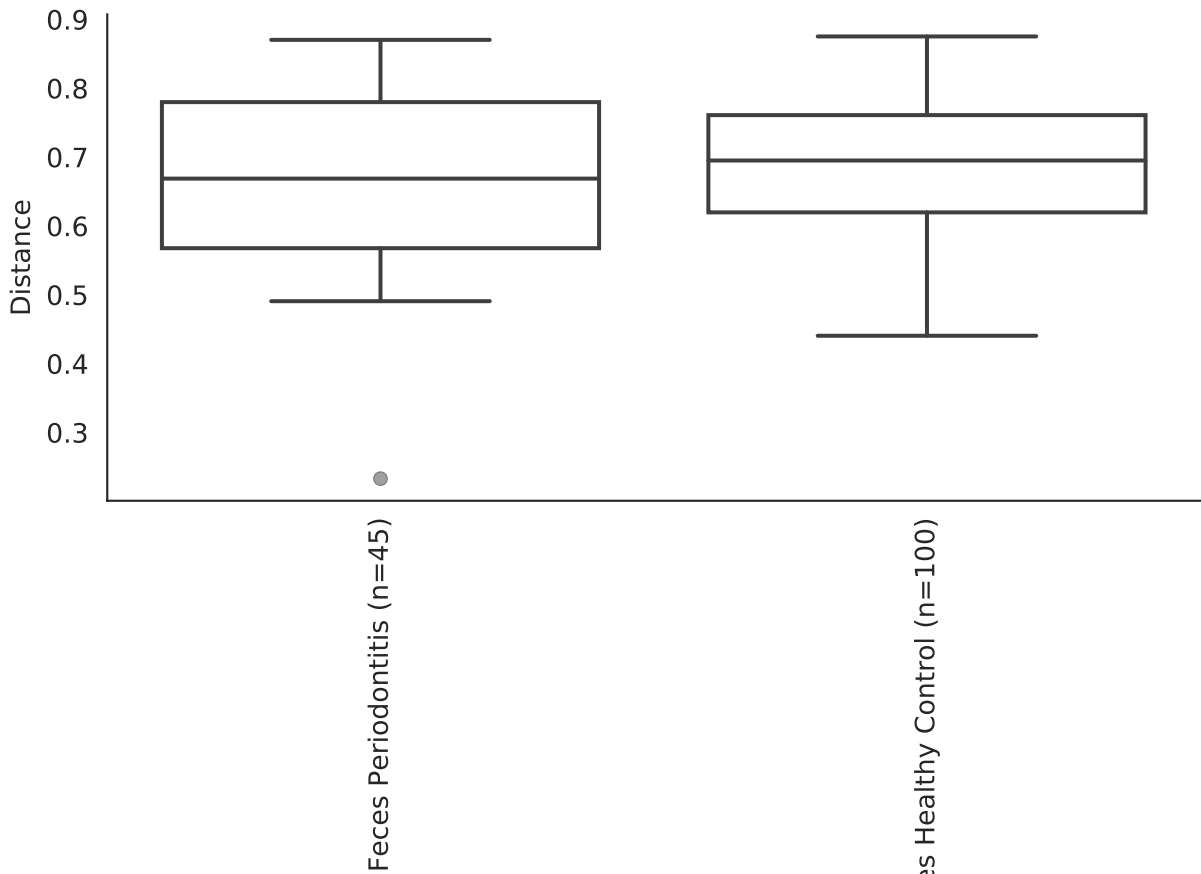 0.9
0.8
0.7
0.6
0.5
0.4
0.3
Distance
Feces Periodontitis (n=45)
es Healthy Control (n=100)